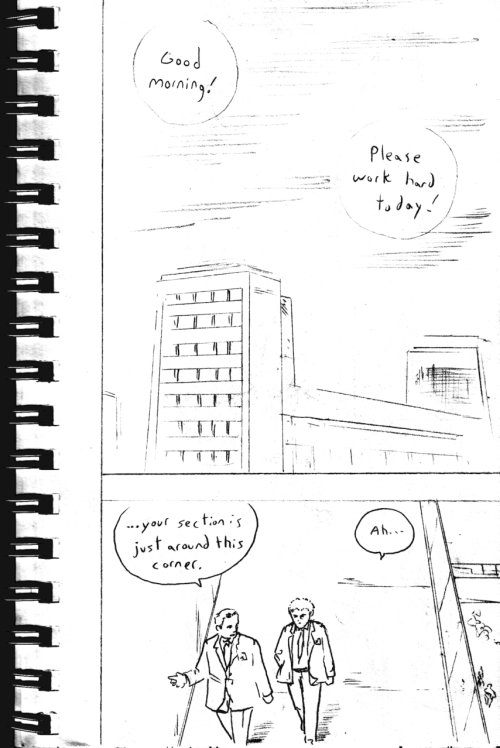 Good
morning!
Please
work hard
today!
...your section is
just around this
corner.
Ah...